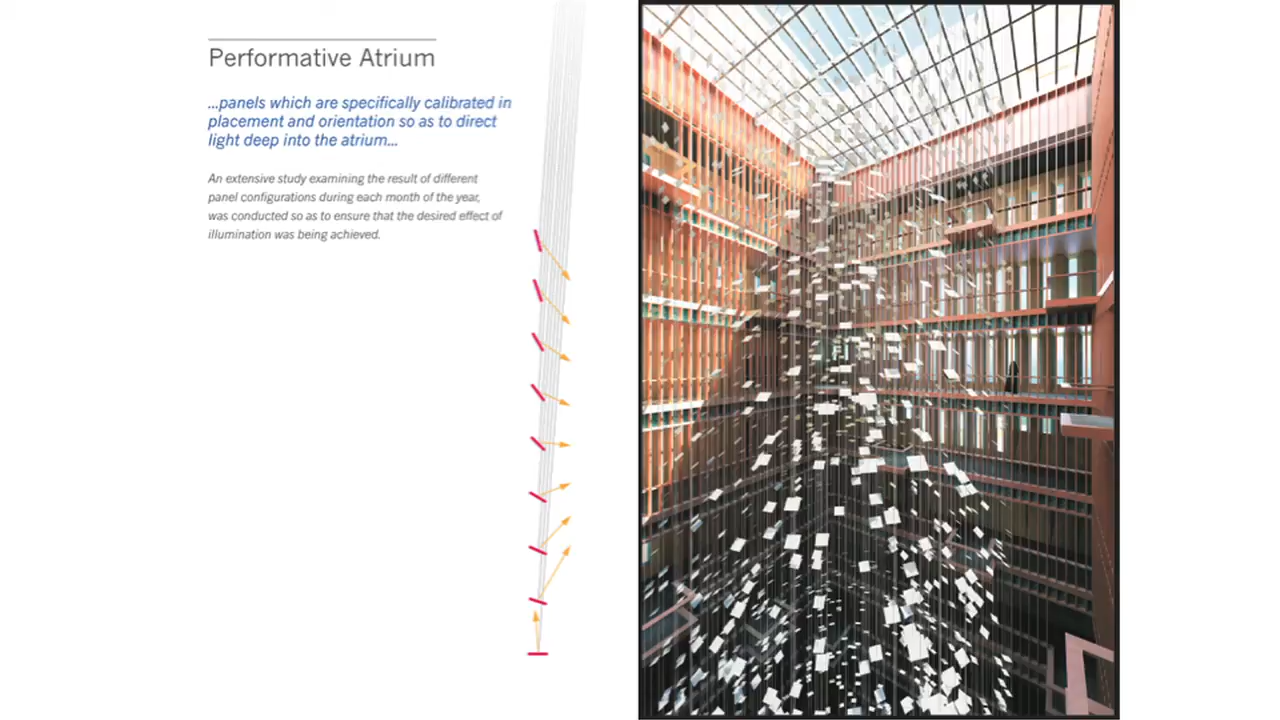 Performative Atrium
...panels which are specifically calibrated in
placement and orientation so as to direct
light deep into the atrium...
An extensive study examining the result of different
panel configurations during each month of the year,
was conducted so as to ensure that the desired effect of
illumination was being achieved.